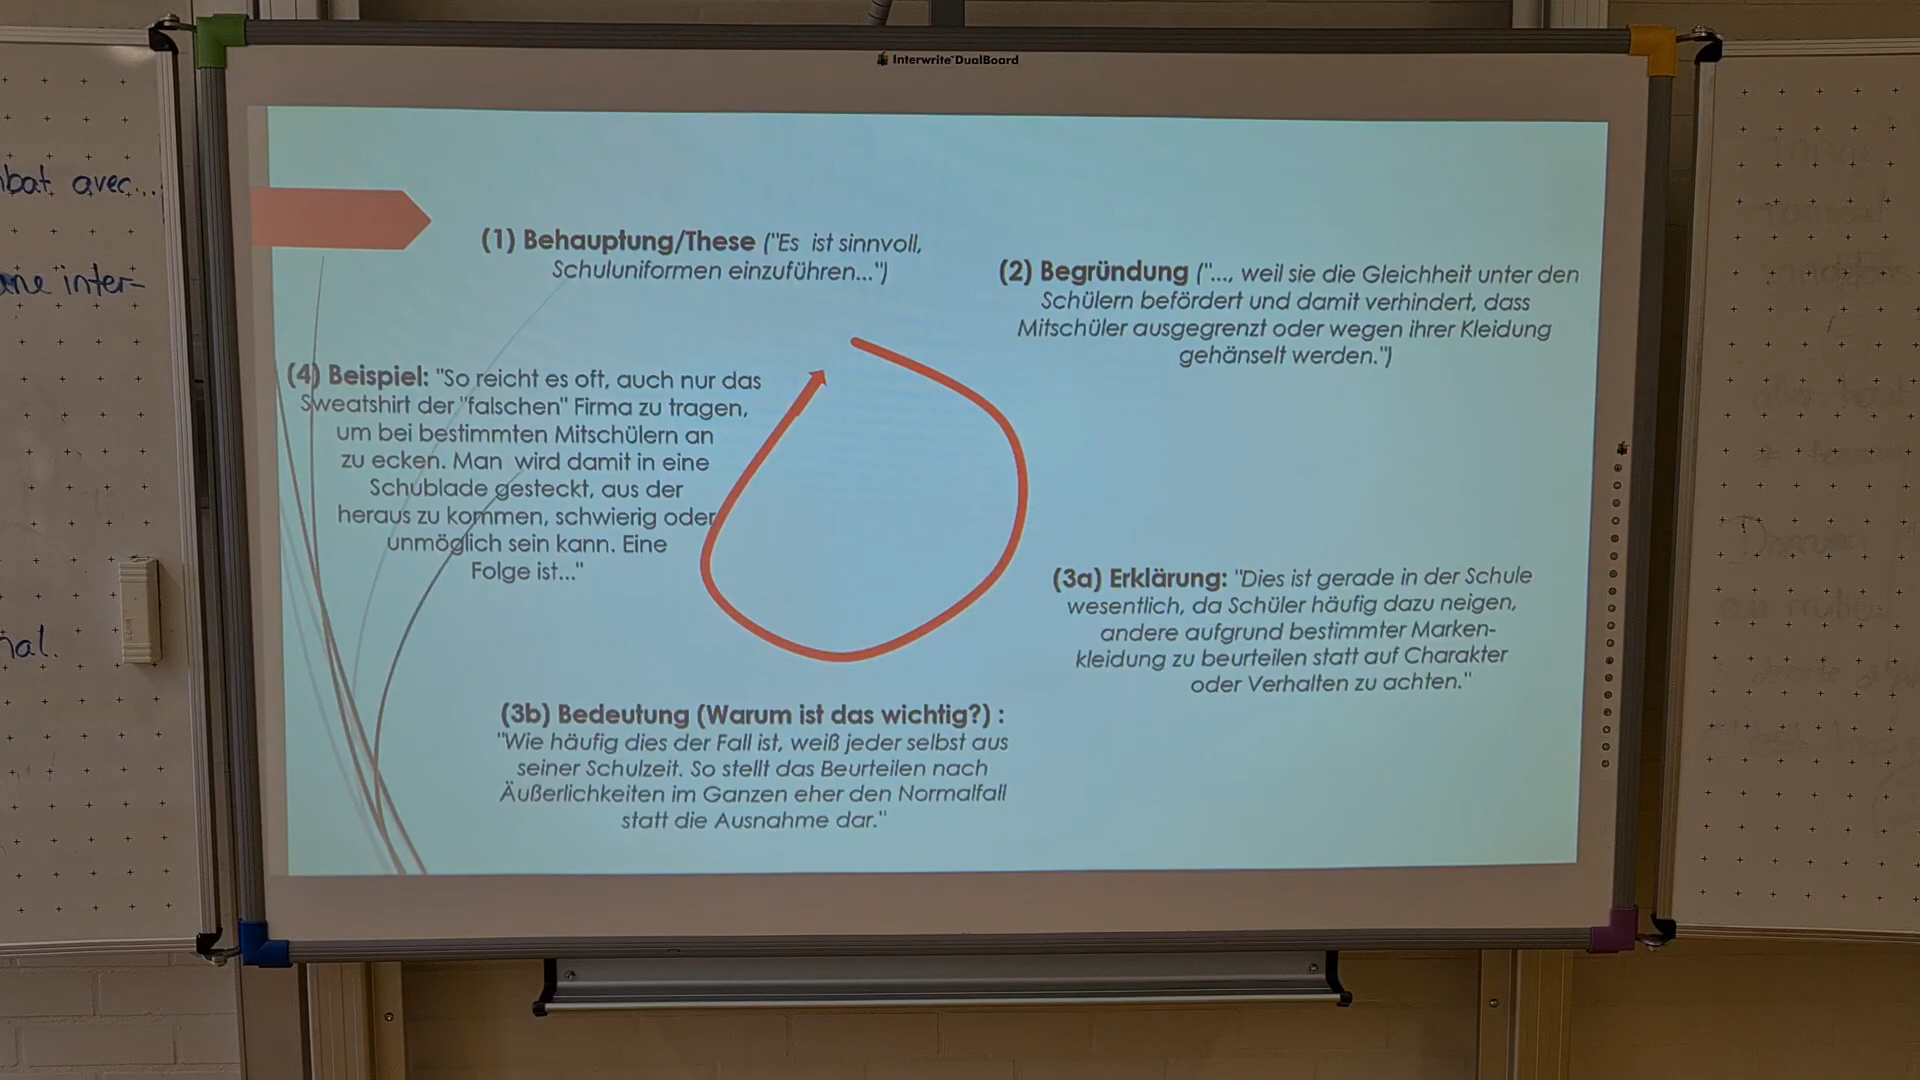 Interwrite DualBoard
(1) Behauptung/These ("Es ist sinnvoll,
Schuluniformen einzuführen...")
(2) Begründung ("..., weil sie die Gleichheit unter den
Schülern befördert und damit verhindert, dass
Mitschüler ausgegrenzt oder wegen ihrer Kleidung
gehänselt werden.")
(3a) Erklärung: "Dies ist gerade in der Schule
wesentlich, da Schüler häufig dazu neigen,
andere aufgrund bestimmter Marken-
kleidung zu beurteilen statt auf Charakter
oder Verhalten zu achten."
(3b) Bedeutung (Warum ist das wichtig?) :
"Wie häufig dies der Fall ist, weiß jeder selbst aus
seiner Schulzeit. So stellt das Beurteilen nach
Äußerlichkeiten im Ganzen eher den Normalfall
statt die Ausnahme dar."
(4) Beispiel: "So reicht es oft, auch nur das
Sweatshirt der "falschen" Firma zu tragen,
um bei bestimmten Mitschülern an
zu ecken. Man wird damit in eine
Schublade gesteckt, aus der
heraus zu kommen, schwierig oder
unmöglich sein kann. Eine
Folge ist..."
bat avec...
inter-